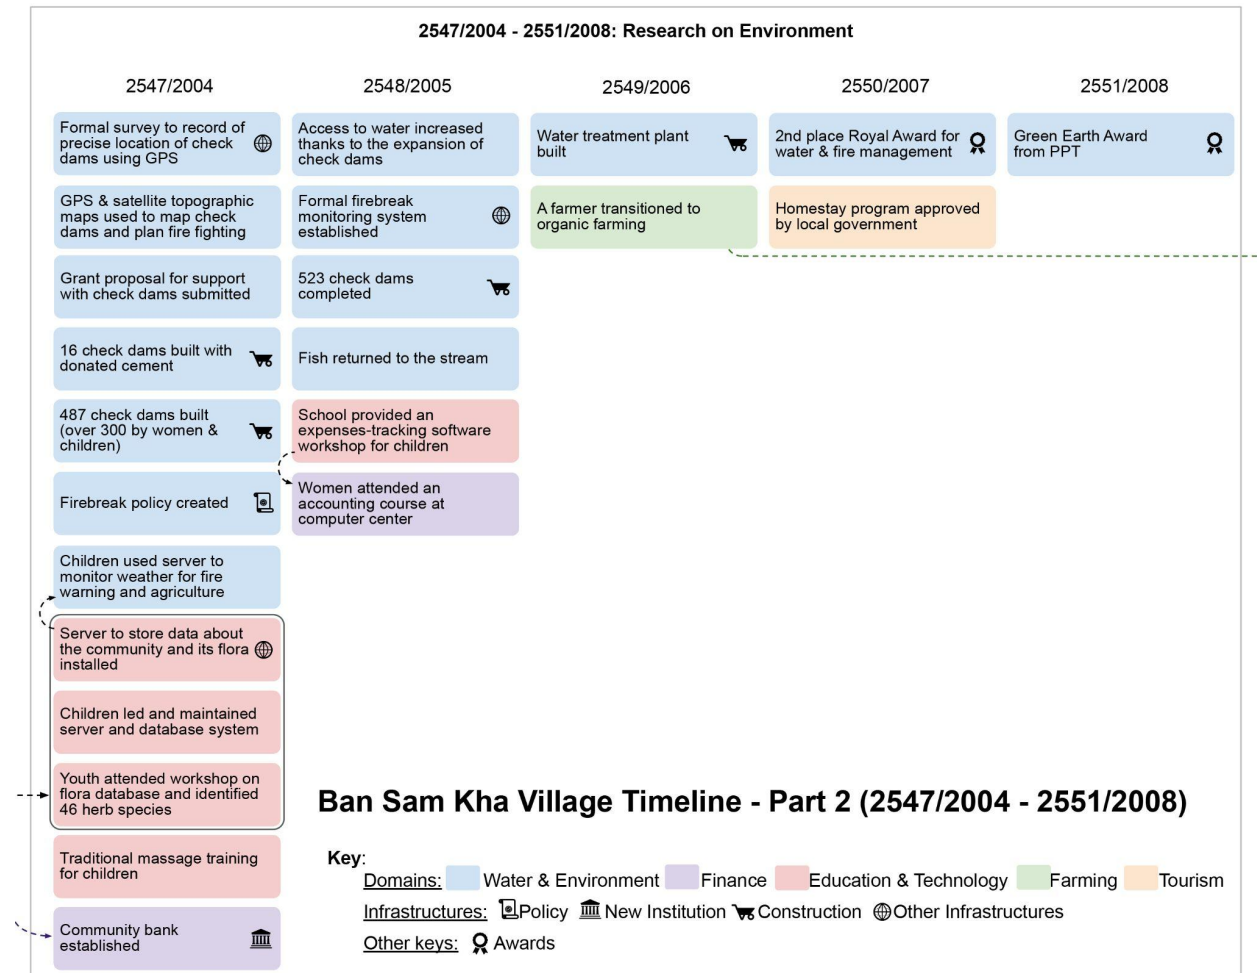 2547/2004 - 2551/2008: Research on Environment
2547/2004
Formal survey to record of
precise location of check
dams using GPS
GPS & satellite topographic
maps used to map check
dams and plan fire fighting
Grant proposal for support
with check dams submitted
16 check dams built with
donated cement
487 check dams built
(over 300 by women &
children)
Firebreak policy created
Children used server to
monitor weather for fire
warning and agriculture
Server to store data about
the community and its flora
installed
Children led and maintained
server and database system
Youth attended workshop on
flora database and identified
46 herb species
Traditional massage training
for children
Community bank
established
2548/2005
Access to water increased
thanks to the expansion of
check dams
Formal firebreak
monitoring system
established
523 check dams
completed
Fish returned to the stream
School provided an
expenses-tracking software
workshop for children
Women attended an
accounting course at
computer center
2549/2006
Water treatment plant
built
A farmer transitioned to
organic farming
2550/2007
2nd place Royal Award for
water & fire management
Homestay program approved
by local government
2551/2008
Green Earth Award
from PPT
Ban Sam Kha Village Timeline - Part 2 (2547/2004 - 2551/2008)
Key:
Domains: Water & Environment Finance Education & Technology Farming Tourism
Infrastructures: Policy New Institution Construction Other Infrastructures
Other keys: Awards